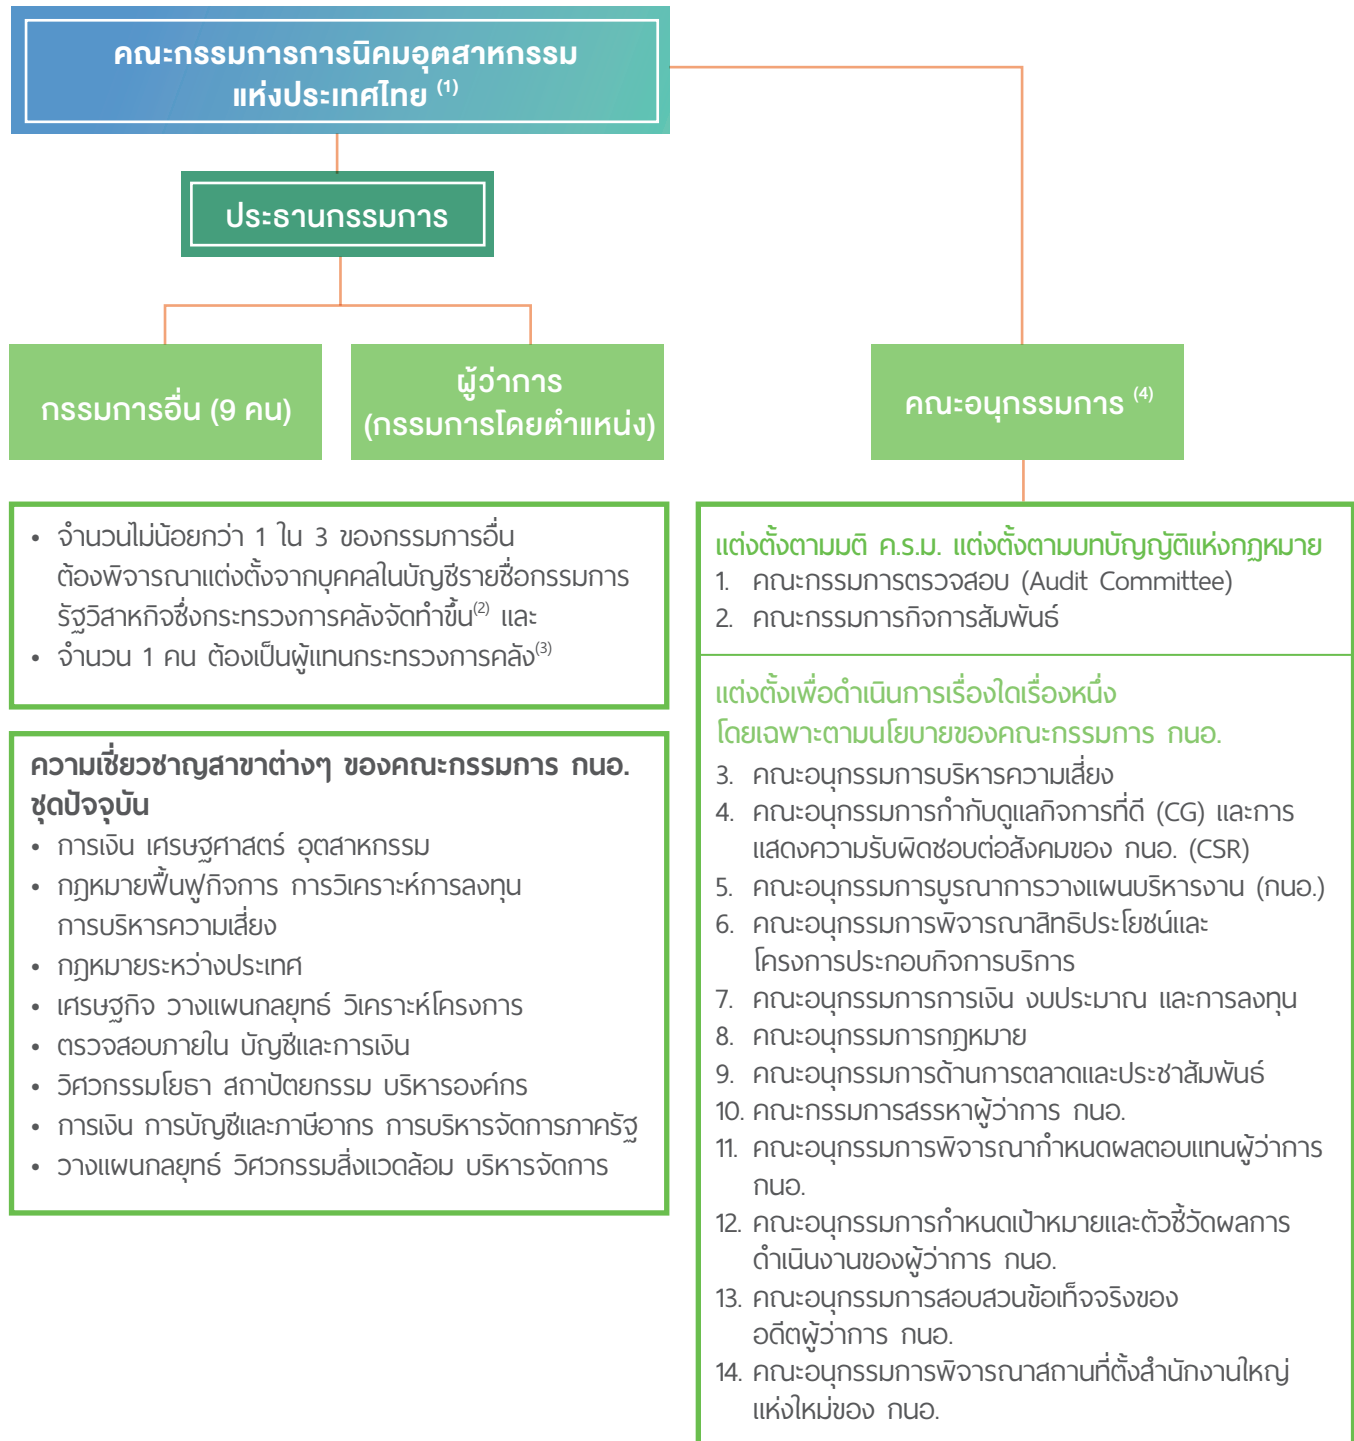 คณะกรรมการการนิคมอุตสาหกรรม
แห่งประเทศไทย (1)
ประธานกรรมการ
กรรมการอื่น (9 คน)
ผู้ว่าการ
(กรรมการโดยตำแหน่ง)
คณะอนุกรรมการ (4)
• จำนวนไม่น้อยกว่า 1 ใน 3 ของกรรมการอื่น
ต้องพิจารณาแต่งตั้งจากบุคคลในบัญชีรายชื่อกรรมการ
รัฐวิสาหกิจซึ่งกระทรวงการคลังจัดทำขึ้น(2) และ
• จำนวน 1 คน ต้องเป็นผู้แทนกระทรวงการคลัง(3)
ความเชี่ยวชาญสาขาต่างๆ ของคณะกรรมการ กนอ.
ชุดปัจจุบัน
• การเงิน เศรษฐศาสตร์ อุตสาหกรรม
• กฎหมายฟื้นฟูกิจการ การวิเคราะห์การลงทุน
การบริหารความเสี่ยง
• กฎหมายระหว่างประเทศ
• เศรษฐกิจ วางแผนกลยุทธ์ วิเคราะห์โครงการ
• ตรวจสอบภายใน บัญชีและการเงิน
• วิศวกรรมโยธา สถาปัตยกรรม บริหารองค์กร
• การเงิน การบัญชีและภาษีอากร การบริหารจัดการภาครัฐ
• วางแผนกลยุทธ์ วิศวกรรมสิ่งแวดล้อม บริหารจัดการ
แต่งตั้งตามมติ ค.ร.ม. แต่งตั้งตามบทบัญญัติแห่งกฎหมาย
1. คณะกรรมการตรวจสอบ (Audit Committee)
2. คณะกรรมการกิจการสัมพันธ์
แต่งตั้งเพื่อดำเนินการเรื่องใดเรื่องหนึ่ง
โดยเฉพาะตามนโยบายของคณะกรรมการ กนอ.
3. คณะอนุกรรมการบริหารความเสี่ยง
4. คณะอนุกรรมการกำกับดูแลกิจการที่ดี (CG) และการ
แสดงความรับผิดชอบต่อสังคมของ กนอ. (CSR)
5. คณะอนุกรรมการบูรณาการวางแผนบริหารงาน (กนอ.)
6. คณะอนุกรรมการพิจารณาสิทธิประโยชน์และ
โครงการประกอบกิจการบริการ
7. คณะอนุกรรมการการเงิน งบประมาณ และการลงทุน
8. คณะอนุกรรมการกฎหมาย
9. คณะอนุกรรมการด้านการตลาดและประชาสัมพันธ์
10. คณะกรรมการสรรหาผู้ว่าการ กนอ.
11. คณะอนุกรรมการพิจารณากำหนดผลตอบแทนผู้ว่าการ
กนอ.
12. คณะอนุกรรมการกำหนดเป้าหมายและตัวชี้วัดผลการ
ดำเนินงานของผู้ว่าการ กนอ.
13. คณะอนุกรรมการสอบสวนข้อเท็จจริงของ
อดีตผู้ว่าการ กนอ.
14. คณะอนุกรรมการพิจารณาสถานที่ตั้งสำนักงานใหญ่
แห่งใหม่ของ กนอ.